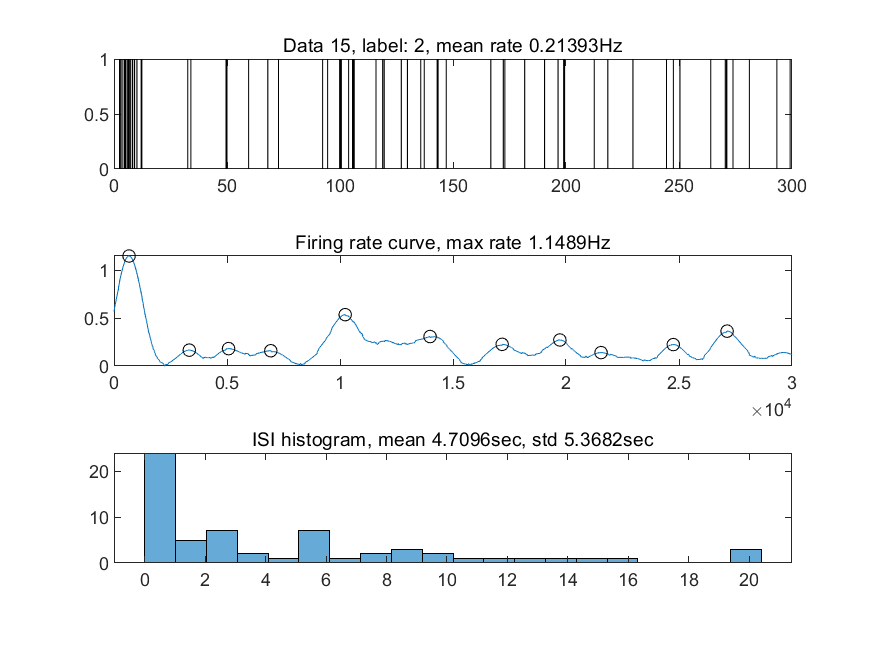 Data 15, label: 2, mean rate 0.21393Hz
1
0.5
0
0 50 100 150 200 250 300
Firing rate curve, max rate 1.1489Hz
1
0.5
0
0 0.5 1 1.5 2 2.5 3
×10^4
ISI histogram, mean 4.7096sec, std 5.3682sec
20
10
0
0 2 4 6 8 10 12 14 16 18 20